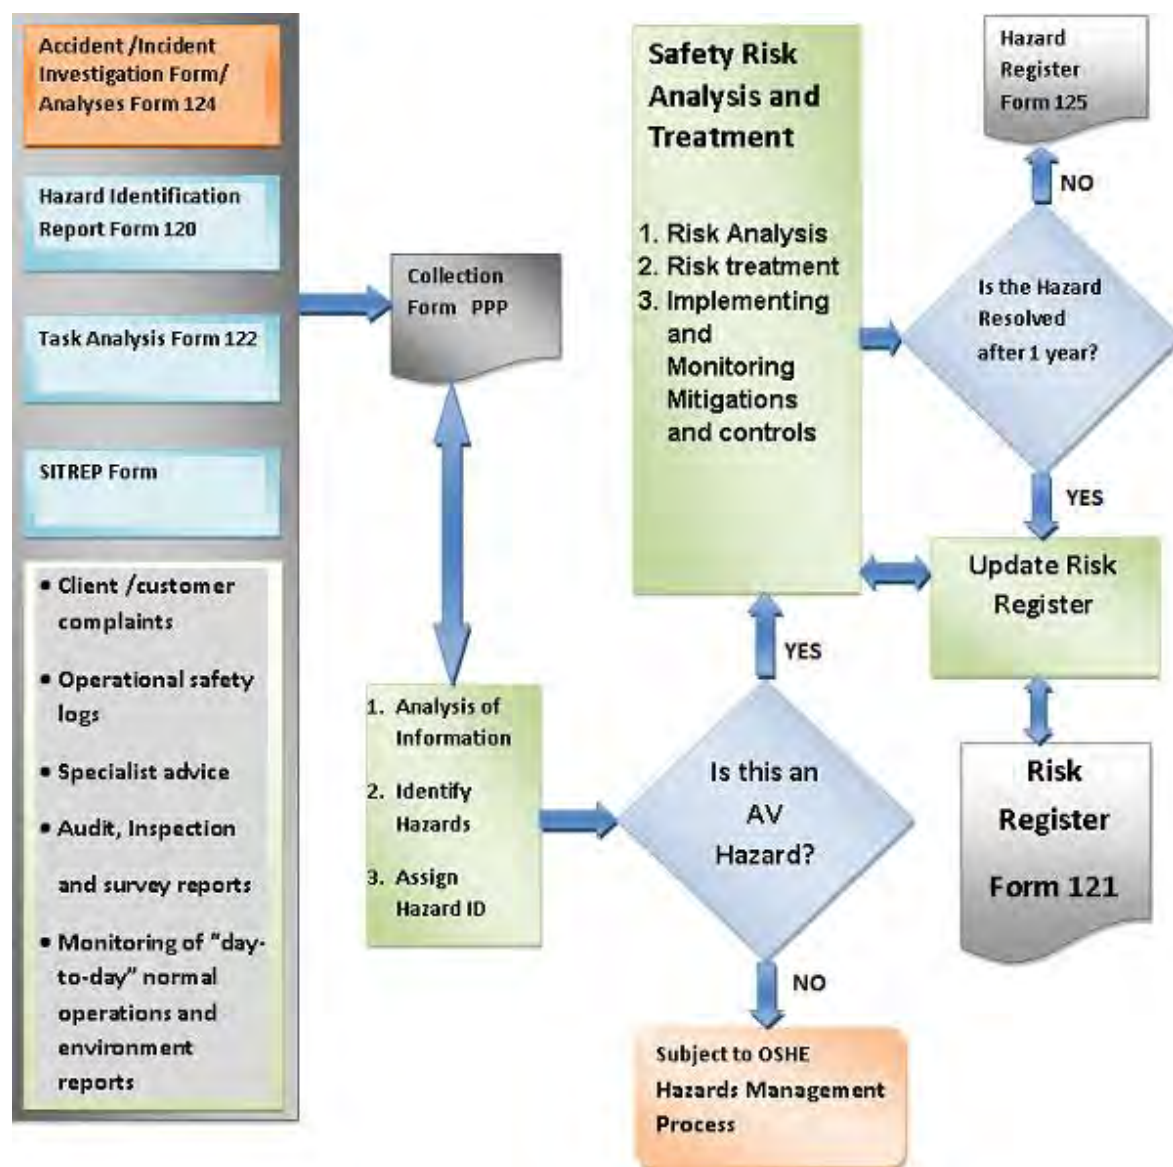 Accident /Incident
Investigation Form/
Analyses Form 124
Hazard Identification
Report Form 120
Task Analysis Form 122
SITREP Form
• Client /customer
complaints
• Operational safety
logs
• Specialist advice
• Audit, Inspection
and survey reports
• Monitoring of "day-
to-day" normal
operations and
environment
reports
Collection
Form PPP
1. Analysis of
Information
2. Identify
Hazards
3. Assign
Hazard ID
Is this an
AV
Hazard?
YES
NO
Subject to OSHE
Hazards Management
Process
Safety Risk
Analysis and
Treatment
1. Risk Analysis
2. Risk treatment
3. Implementing
and
Monitoring
Mitigations
and controls
Hazard
Register
Form 125
NO
Is the Hazard
Resolved
after 1 year?
YES
Update Risk
Register
Risk
Register
Form 121